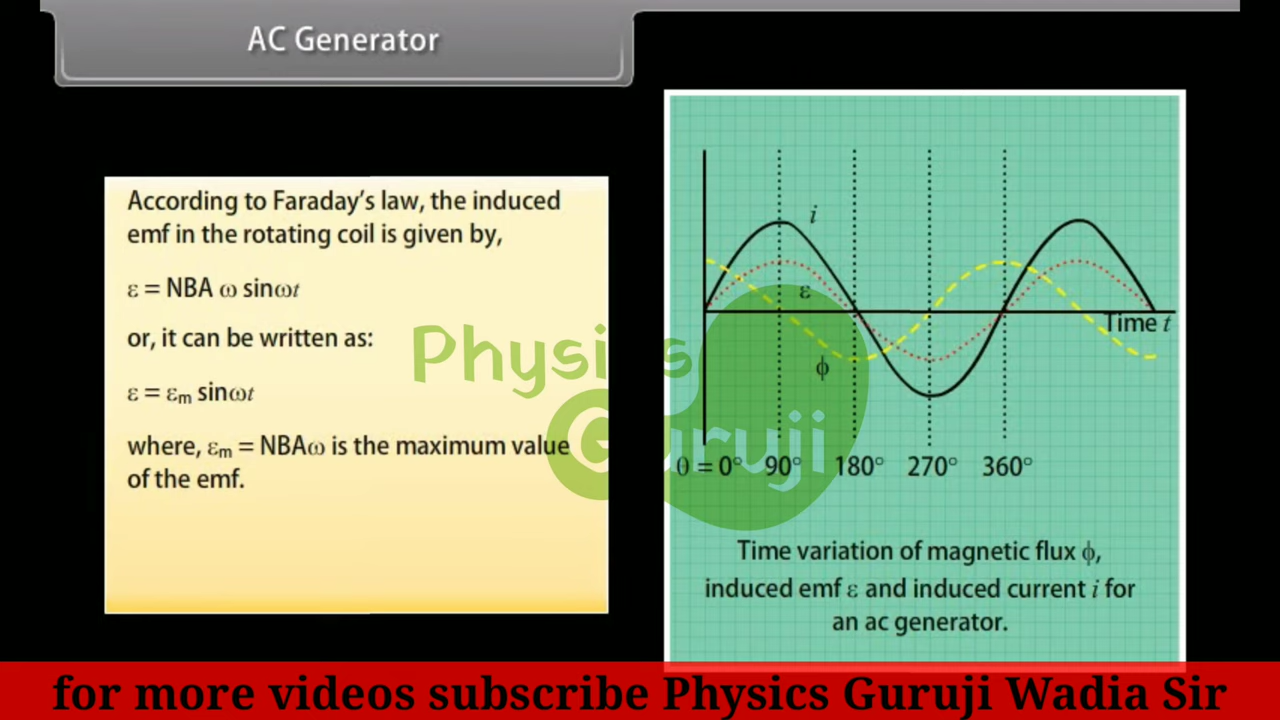 AC Generator
According to Faraday's law, the induced
emf in the rotating coil is given by,
ε = NBA ω sinωt
or, it can be written as:
ε = εm sinωt
where, εm = NBAω is the maximum value
of the emf.
i
ε
Time t
ϕ
θ = 0° 90° 180° 270° 360°
Time variation of magnetic flux ϕ,
induced emf ε and induced current i for
an ac generator.
Physics
Guruji
for more videos subscribe Physics Guruji Wadia Sir